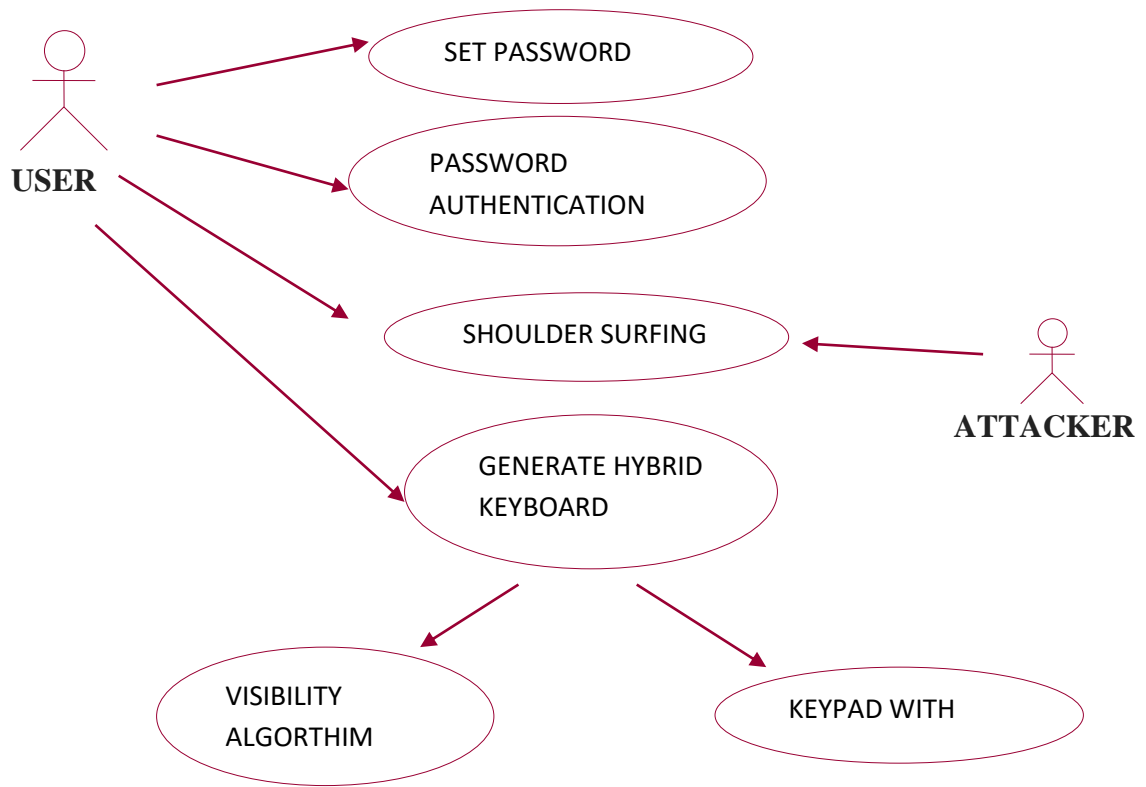 SET PASSWORD
USER
PASSWORD
AUTHENTICATION
SHOULDER SURFING
ATTACKER
GENERATE HYBRID
KEYBOARD
VISIBILITY
ALGORTHIM
KEYPAD WITH